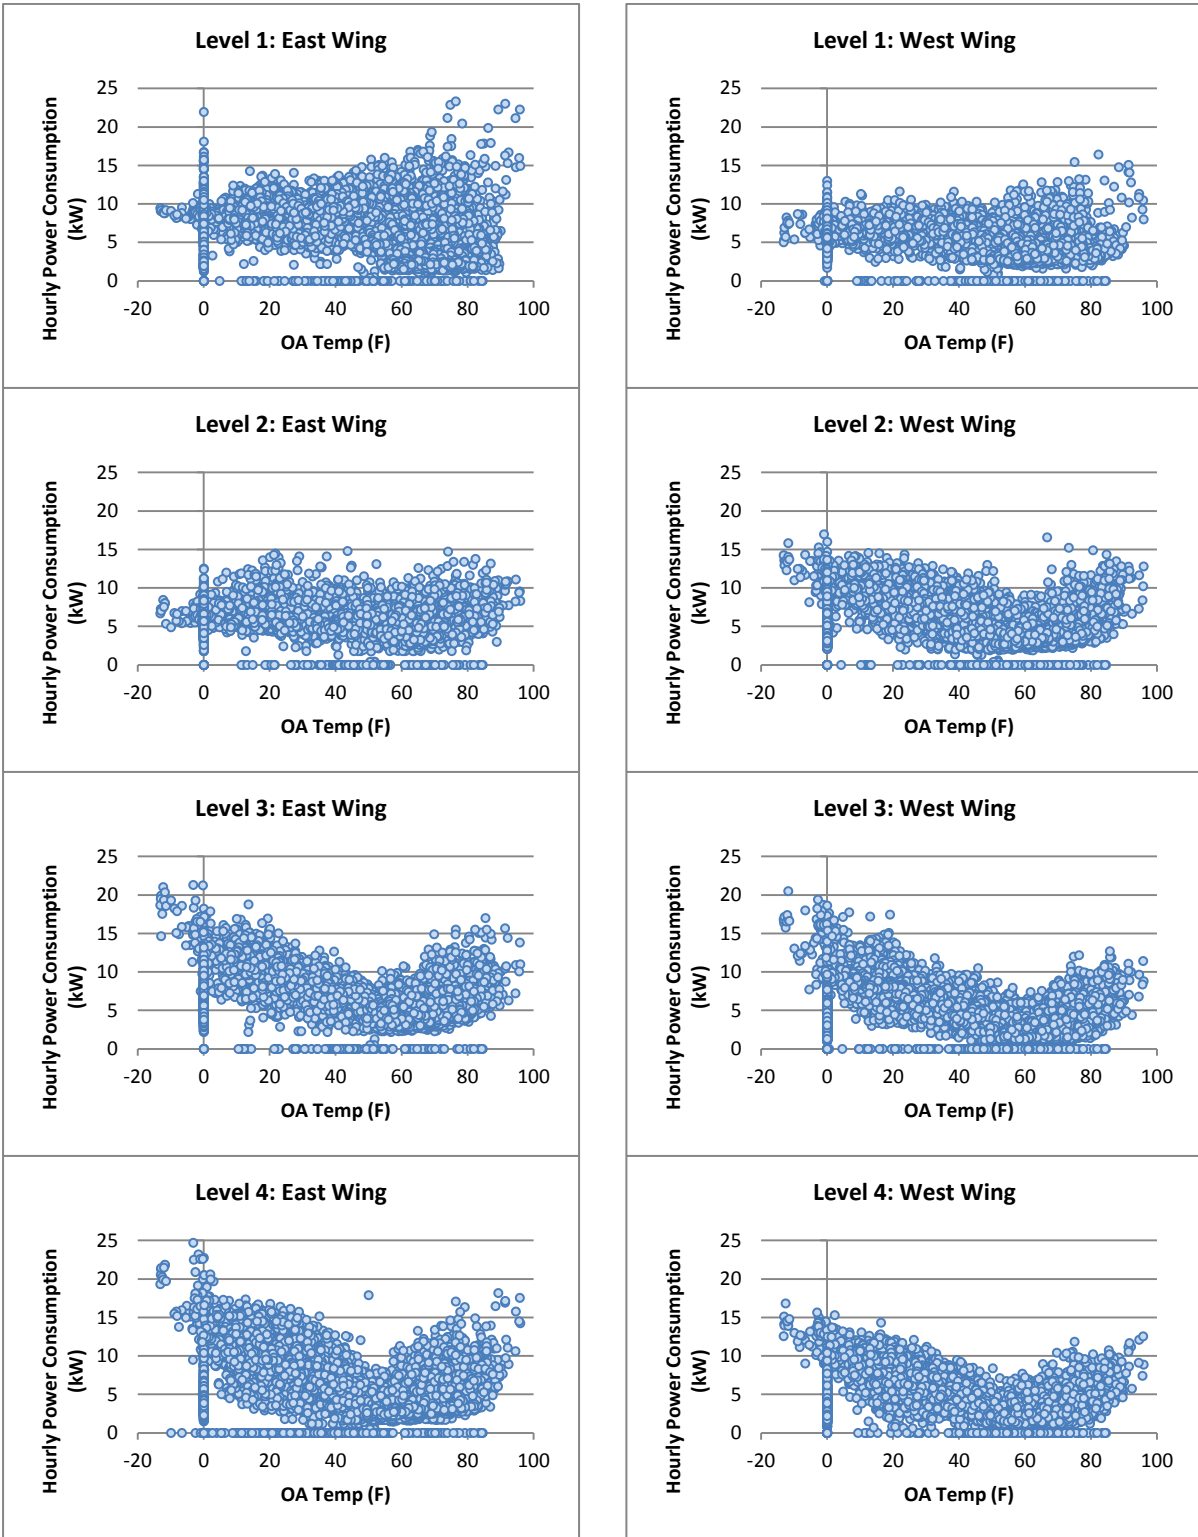 Level 1: East Wing
Hourly Power Consumption
(kW)
25
20
15
10
5
0
-20 0 20 40 60 80 100
OA Temp (F)
Level 1: West Wing
Hourly Power Consumption
(kW)
25
20
15
10
5
0
-20 0 20 40 60 80 100
OA Temp (F)
Level 2: East Wing
Hourly Power Consumption
(kW)
25
20
15
10
5
0
-20 0 20 40 60 80 100
OA Temp (F)
Level 2: West Wing
Hourly Power Consumption
(kW)
25
20
15
10
5
0
-20 0 20 40 60 80 100
OA Temp (F)
Level 3: East Wing
Hourly Power Consumption
(kW)
25
20
15
10
5
0
-20 0 20 40 60 80 100
OA Temp (F)
Level 3: West Wing
Hourly Power Consumption
(kW)
25
20
15
10
5
0
-20 0 20 40 60 80 100
OA Temp (F)
Level 4: East Wing
Hourly Power Consumption
(kW)
25
20
15
10
5
0
-20 0 20 40 60 80 100
OA Temp (F)
Level 4: West Wing
Hourly Power Consumption
(kW)
25
20
15
10
5
0
-20 0 20 40 60 80 100
OA Temp (F)